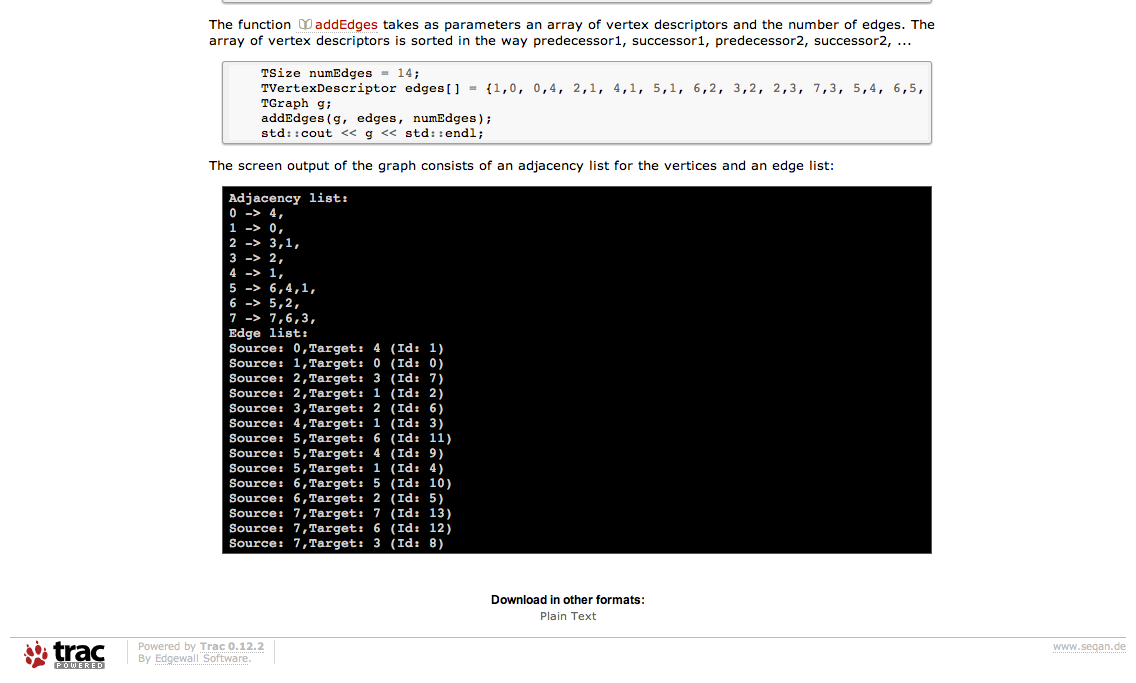 The function addEdges takes as parameters an array of vertex descriptors and the number of edges. The
array of vertex descriptors is sorted in the way predecessor1, successor1, predecessor2, successor2, ...
TSize numEdges = 14;
TVertexDescriptor edges[] = {1,0, 0,4, 2,1, 4,1, 5,1, 6,2, 3,2, 2,3, 7,3, 5,4, 6,5,
TGraph g;
addEdges(g, edges, numEdges);
std::cout << g << std::endl;
The screen output of the graph consists of an adjacency list for the vertices and an edge list:
Adjacency list:
0 -> 4,
1 -> 0,
2 -> 3,1,
3 -> 2,
4 -> 1,
5 -> 6,4,1,
6 -> 5,2,
7 -> 7,6,3,
Edge list:
Source: 0,Target: 4 (Id: 1)
Source: 1,Target: 0 (Id: 0)
Source: 2,Target: 3 (Id: 7)
Source: 2,Target: 1 (Id: 2)
Source: 3,Target: 2 (Id: 6)
Source: 4,Target: 1 (Id: 3)
Source: 5,Target: 6 (Id: 11)
Source: 5,Target: 4 (Id: 9)
Source: 5,Target: 1 (Id: 4)
Source: 6,Target: 5 (Id: 10)
Source: 6,Target: 2 (Id: 5)
Source: 7,Target: 7 (Id: 13)
Source: 7,Target: 6 (Id: 12)
Source: 7,Target: 3 (Id: 8)
Download in other formats:
Plain Text
trac
POWERED
Powered by Trac 0.12.2
By Edgewall Software.
www.seqan.de